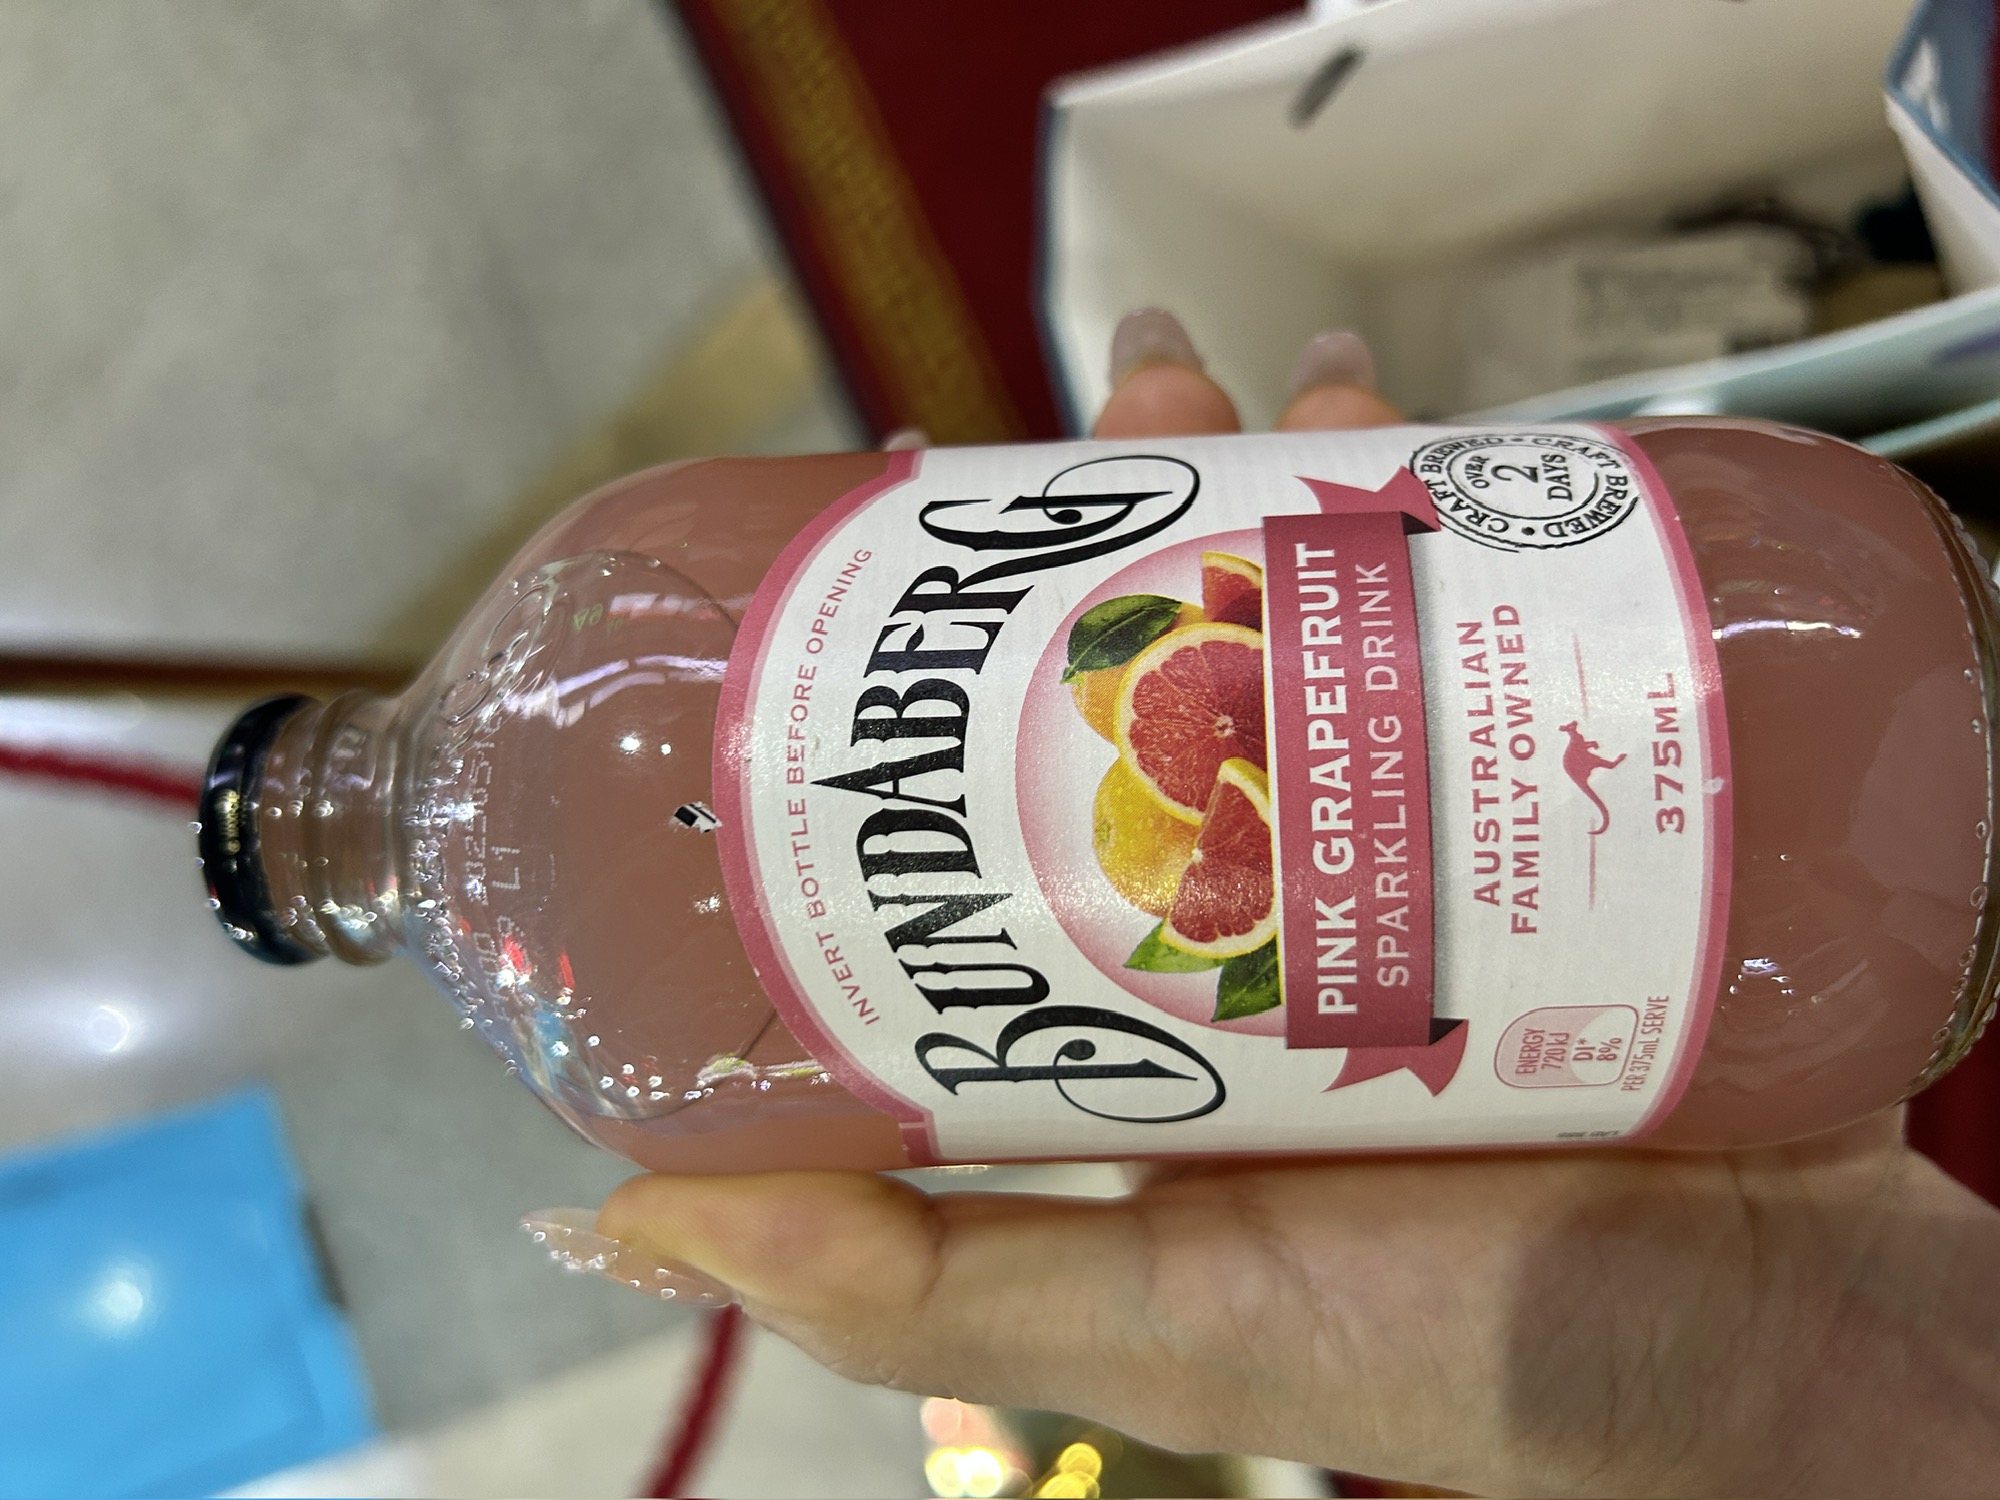 INVERT BOTTLE BEFORE OPENING
BUNDABERG
PINK GRAPEFRUIT
SPARKLING DRINK
CRAFT BREWED • CRAFT BREWED •
OVER
2
DAYS
AUSTRALIAN
FAMILY OWNED
375ML
ENERGY
720kJ
DI*
8%
PER 375mL SERVE